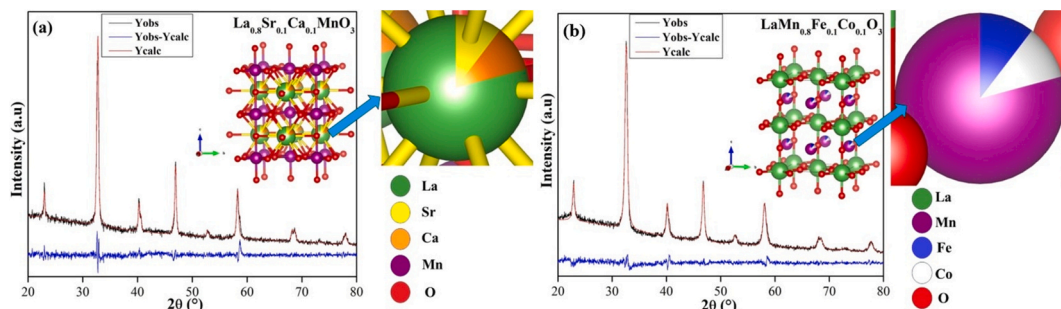 (a)
La0.8Sr0.1Ca0.1MnO3
Yobs
Yobs-Ycalc
Ycalc
Intensity (a.u)
20 30 40 50 60 70 80
2θ (°)
La
Sr
Ca
Mn
O
(b)
LaMn0.8Fe0.1Co0.1O3
Yobs
Yobs-Ycalc
Ycalc
Intensity (a.u)
20 30 40 50 60 70 80
2θ (°)
La
Mn
Fe
Co
O